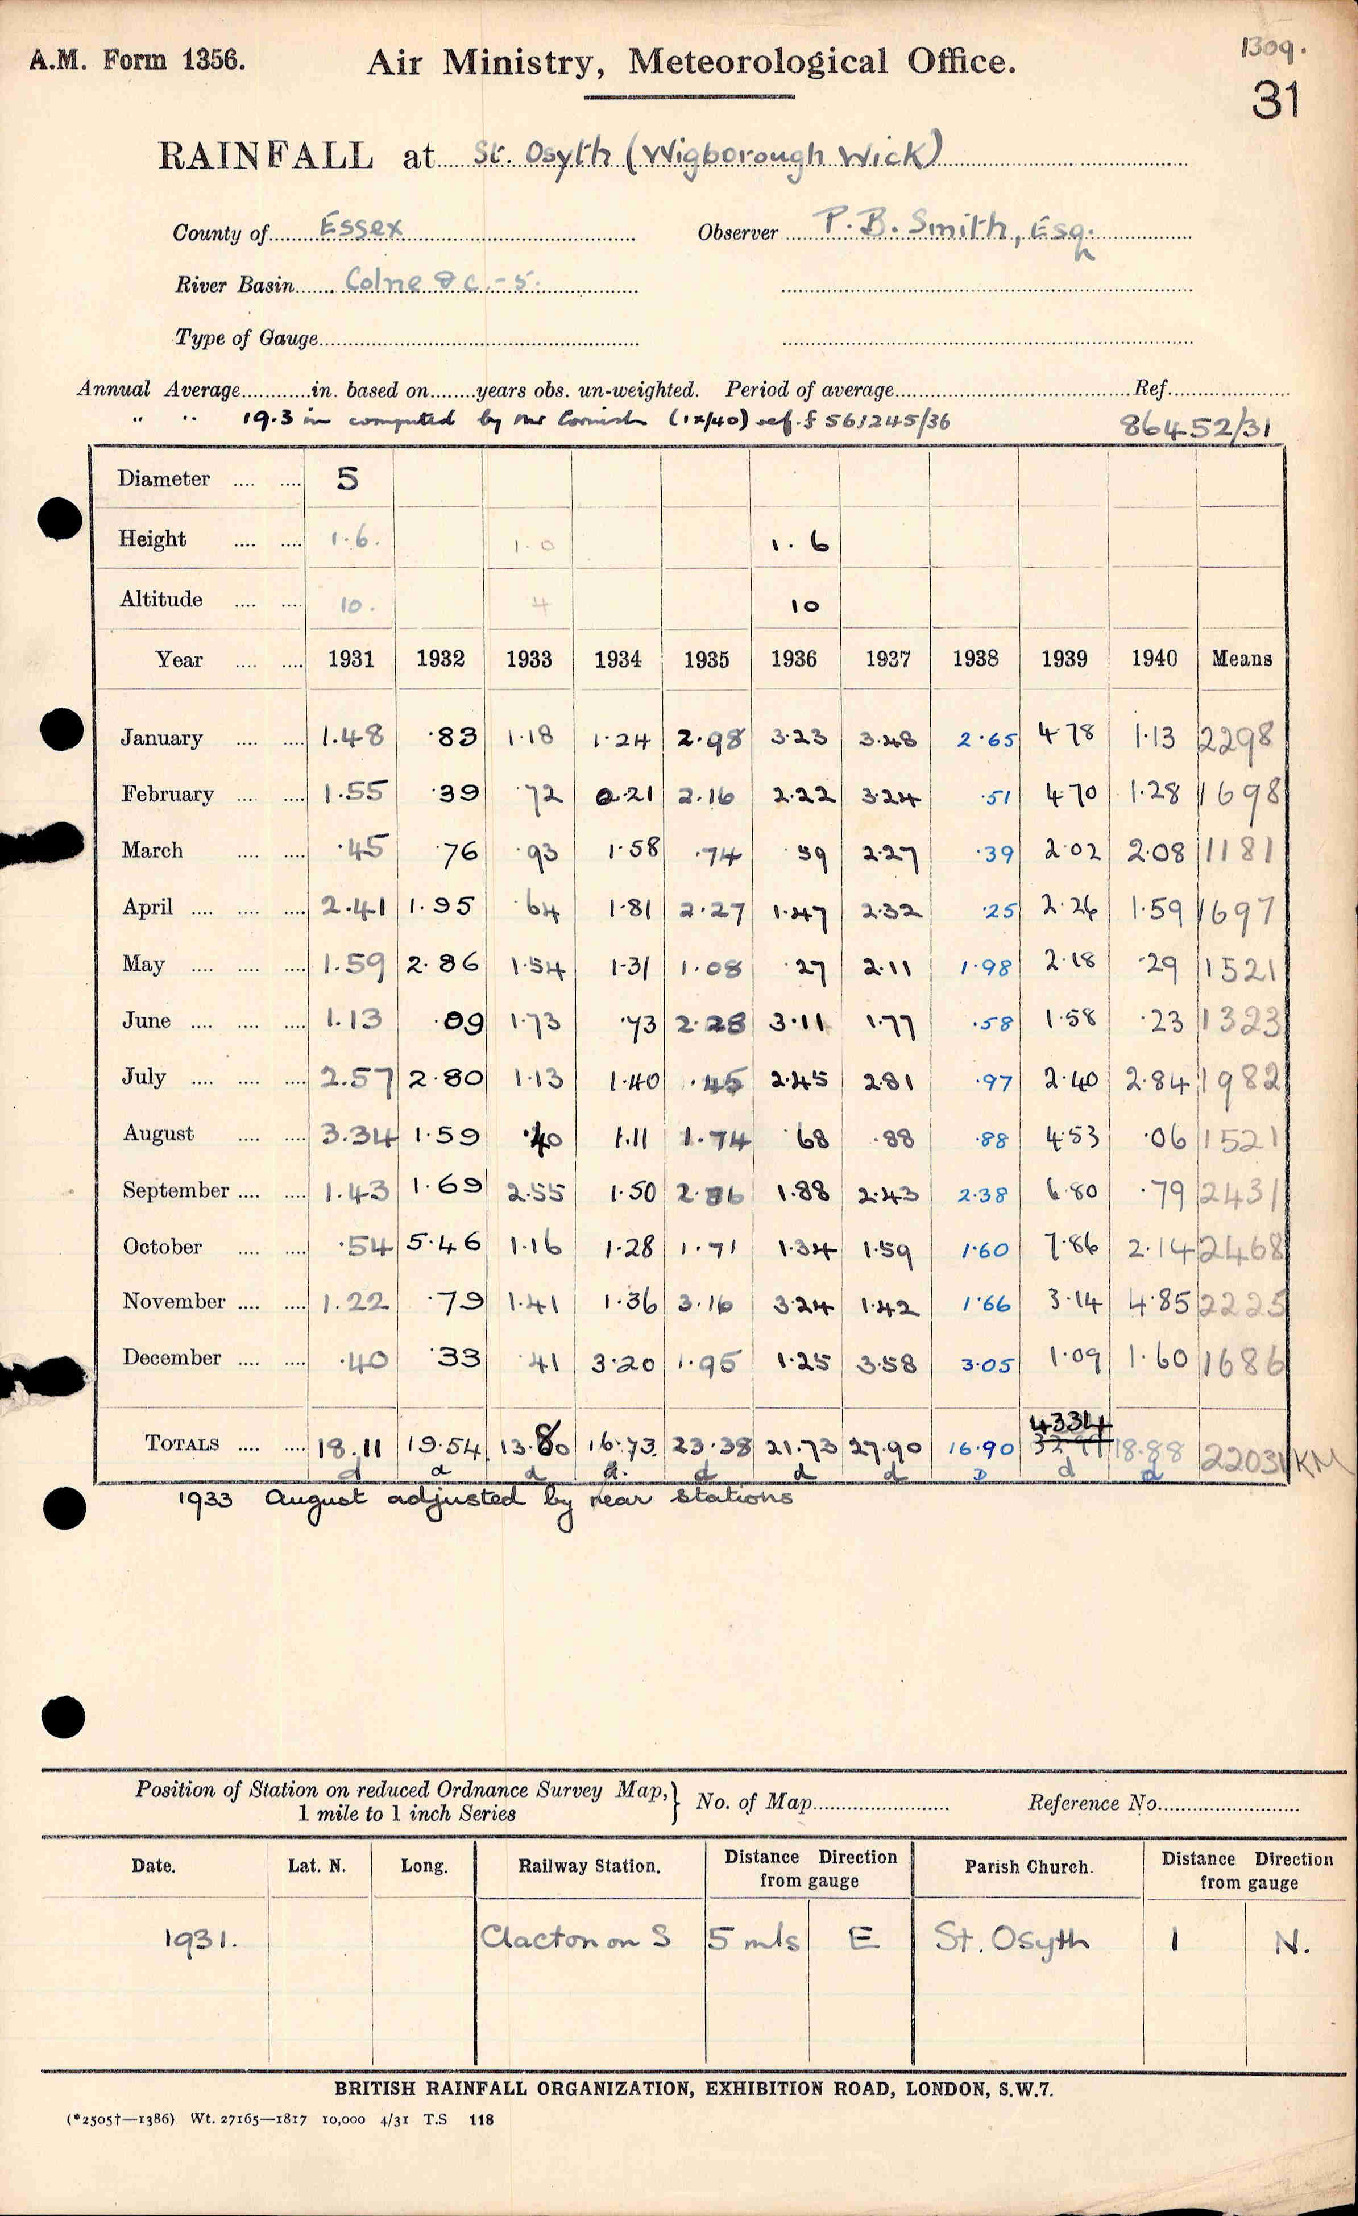 1309.
A.M. Form 1356. Air Ministry, Meteorological Office.
31
RAINFALL at St. Osyth (Wigborough Wick)
County of Essex Observer P. B. Smith, Esq.
River Basin Colne &c. - 5.
Type of Gauge
Annual Average in. based on years obs. un-weighted. Period of average Ref.
" " 19.3 in computed by Mr Cornish (1x/40) ref. S 561245/36 86452/31
Diameter 5
Height 1.6. 1.0 1.6
Altitude 10. 4 10
Year 1931 1932 1933 1934 1935 1936 1937 1938 1939 1940 Means
January 1.48 .83 1.18 1.24 2.98 3.23 3.48 2.65 4.78 1.13 2298
February 1.55 .39 .72 0.21 2.16 2.22 3.24 .51 4.70 1.28 1698
March .45 .76 .93 1.58 .74 .59 2.27 .39 2.02 2.08 1181
April 2.41 1.95 .64 1.81 2.27 1.47 2.32 .25 2.26 1.59 1697
May 1.59 2.86 1.54 1.31 1.08 .27 2.11 1.98 2.18 .29 1521
June 1.13 .09 1.73 .73 2.28 3.11 1.77 .58 1.58 .23 1323
July 2.57 2.80 1.13 1.40 .45 2.45 2.81 .97 2.40 2.84 1982
August 3.34 1.59 .40 1.11 1.74 .68 .88 .88 4.53 .06 1521
September 1.43 1.69 2.55 1.50 2.86 1.88 2.43 2.38 6.80 .79 2431
October .54 5.46 1.16 1.28 1.71 1.34 1.59 1.60 7.86 2.14 2468
November 1.22 .79 1.41 1.36 3.16 3.24 1.42 1.66 3.14 4.85 2225
December .40 .33 .41 3.20 1.95 1.25 3.58 3.05 1.09 1.60 1686
4334
TOTALS 18.11 19.54 13.80 16.73 23.38 21.73 27.90 16.90 18.88 22031 KM
d d d d. d d d D d d
1933 August adjusted by near stations
Position of Station on reduced Ordnance Survey Map, } No. of Map Reference No.
1 mile to 1 inch Series
Date. Lat. N. Long. Railway Station. Distance Direction from gauge Parish Church. Distance Direction from gauge
1931. Clacton on S 5 mls E St. Osyth 1 N.
BRITISH RAINFALL ORGANIZATION, EXHIBITION ROAD, LONDON, S.W.7.
(*2505†—1386) Wt. 27165—1817 10,000 4/31 T.S 118